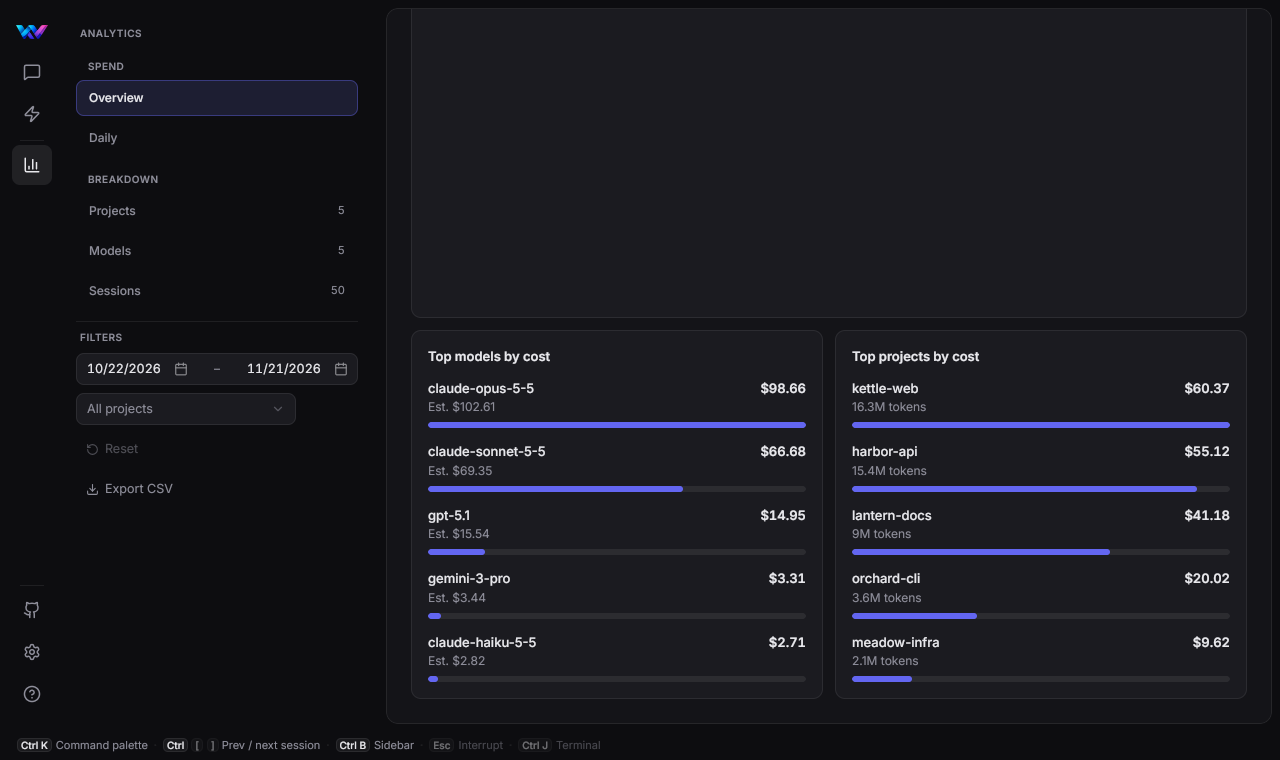 ANALYTICS
SPEND
Overview
Daily
BREAKDOWN
Projects 5
Models 5
Sessions 50
FILTERS
10/22/2026 – 11/21/2026
All projects
Reset
Export CSV
Top models by cost
claude-opus-5-5 $98.66
Est. $102.61
claude-sonnet-5-5 $66.68
Est. $69.35
gpt-5.1 $14.95
Est. $15.54
gemini-3-pro $3.31
Est. $3.44
claude-haiku-5-5 $2.71
Est. $2.82
Top projects by cost
kettle-web $60.37
16.3M tokens
harbor-api $55.12
15.4M tokens
lantern-docs $41.18
9M tokens
orchard-cli $20.02
3.6M tokens
meadow-infra $9.62
2.1M tokens
Ctrl K Command palette · Ctrl [ ] Prev / next session · Ctrl B Sidebar · Esc Interrupt · Ctrl J Terminal